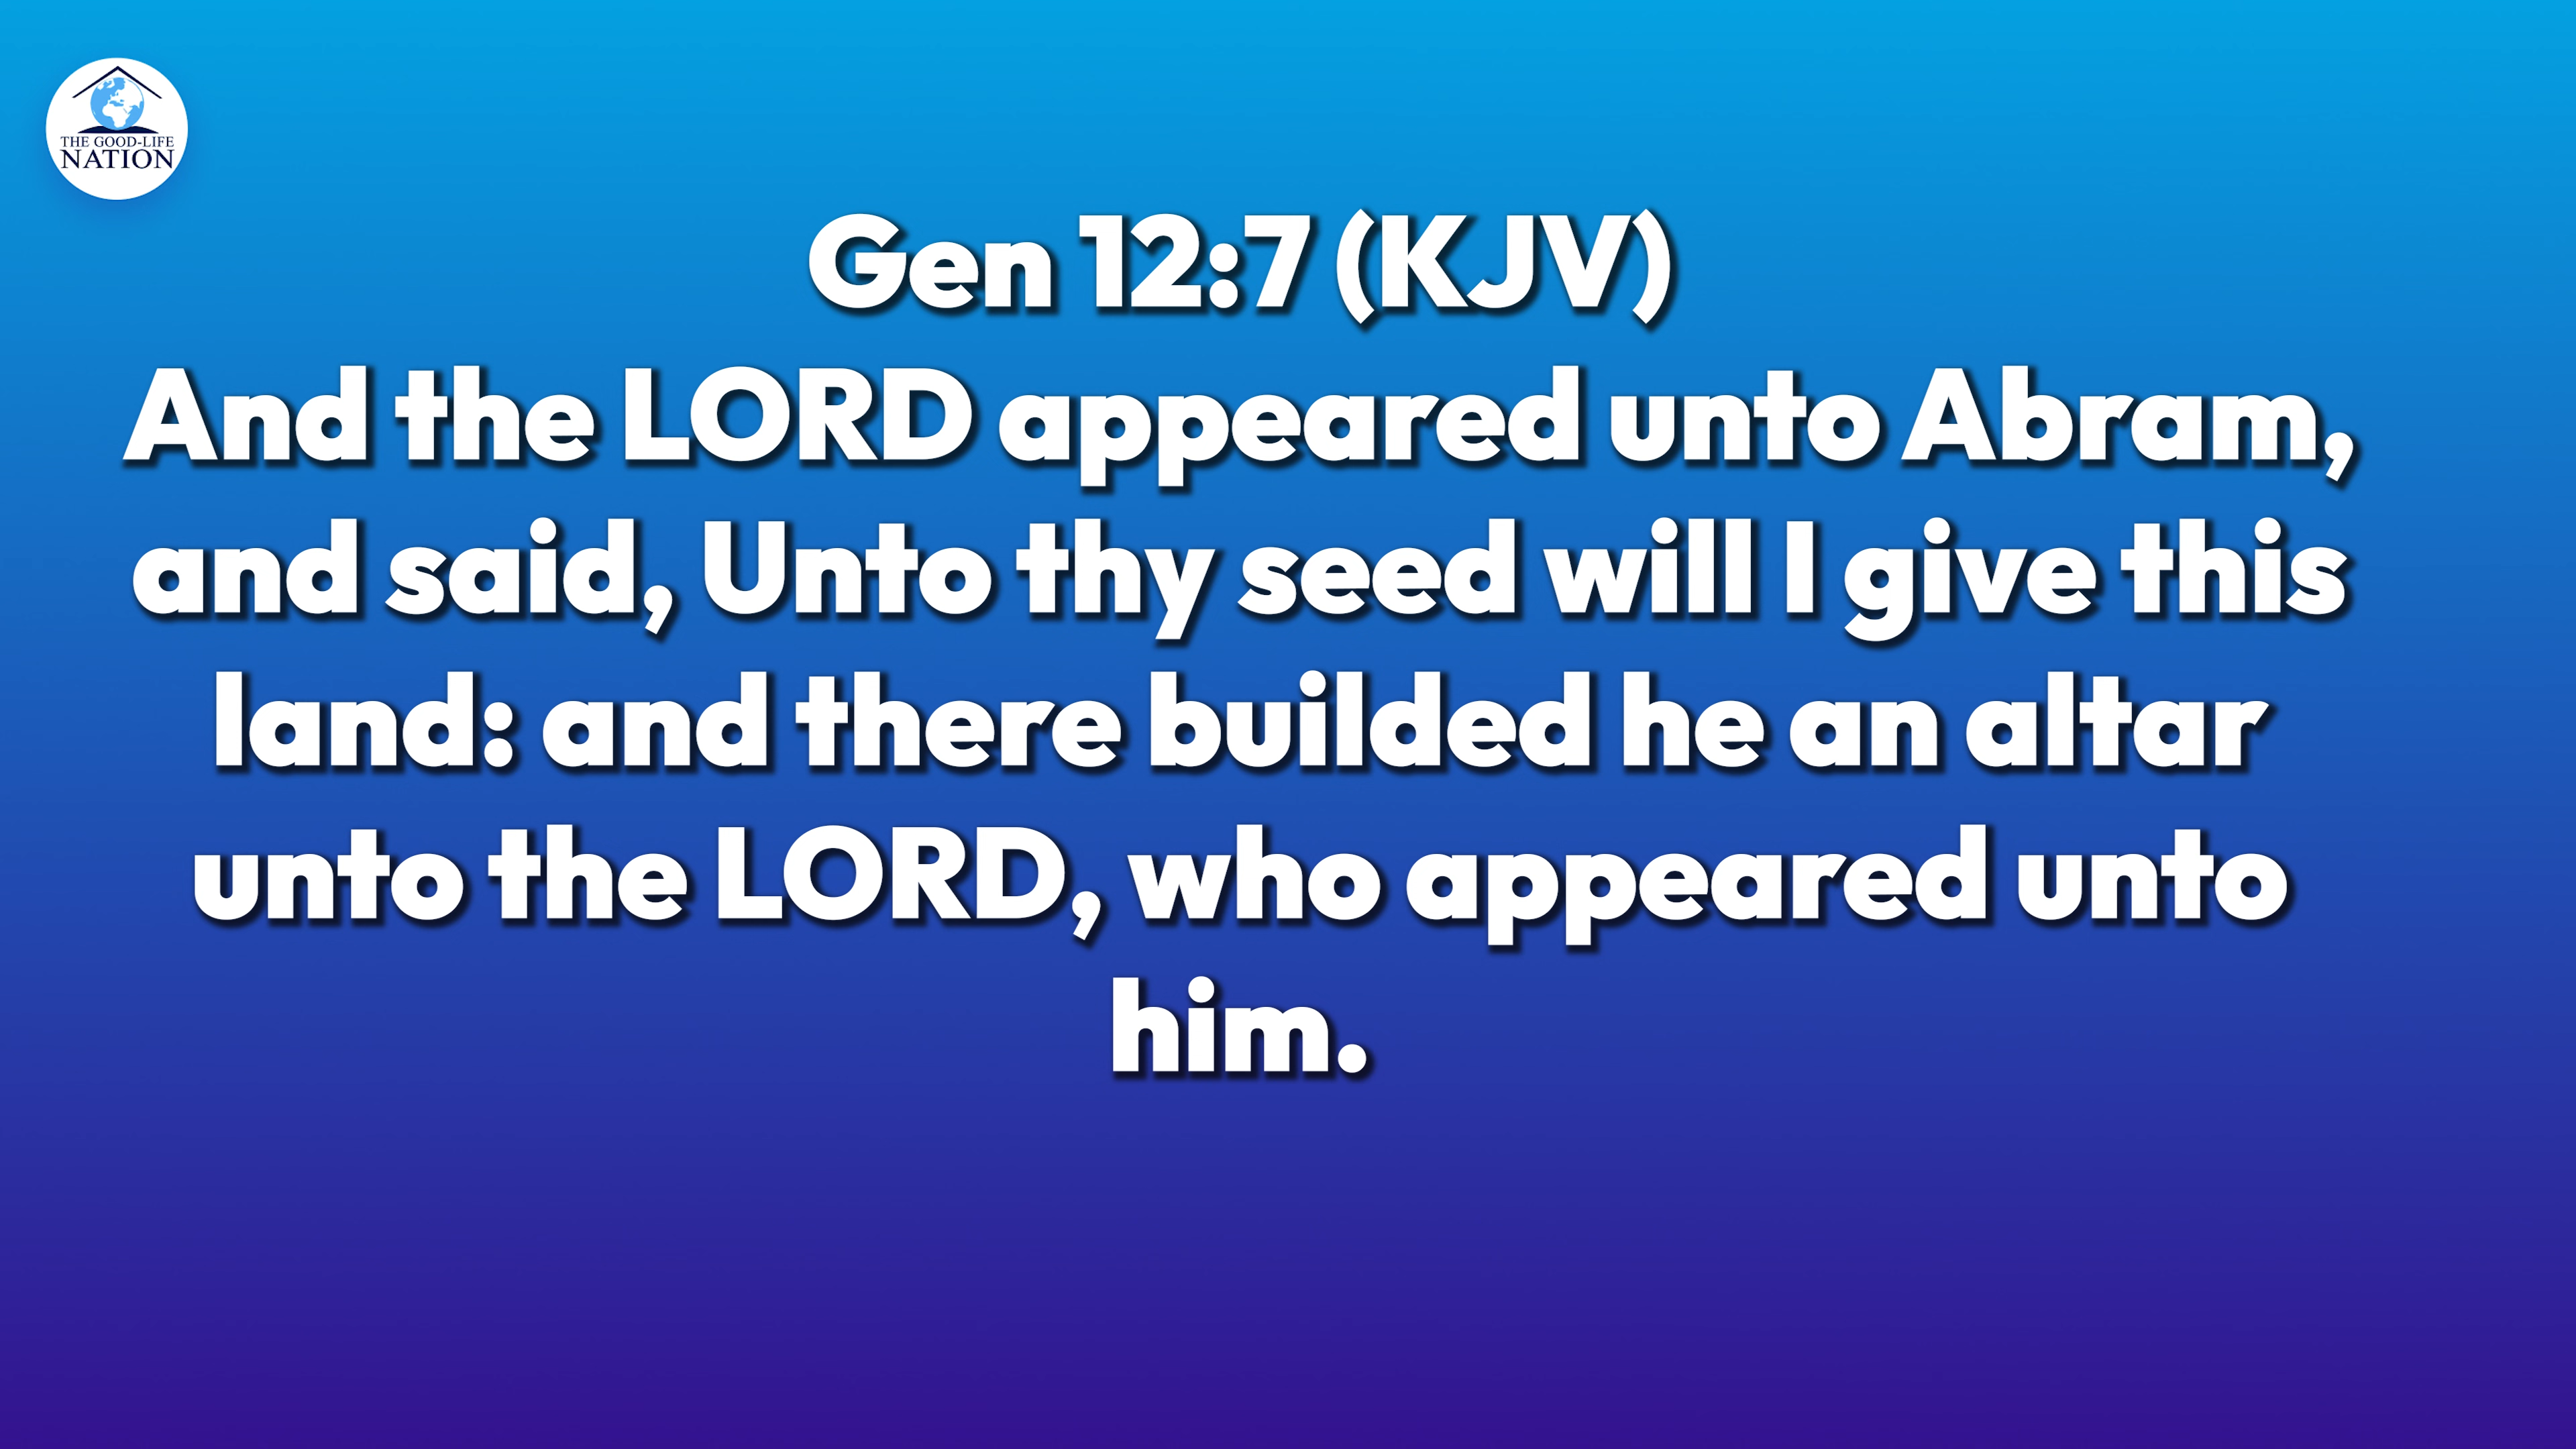 THE GOOD-LIFE
NATION
Gen 12:7 (KJV)
And the LORD appeared unto Abram,
and said, Unto thy seed will I give this
land: and there builded he an altar
unto the LORD, who appeared unto
him.